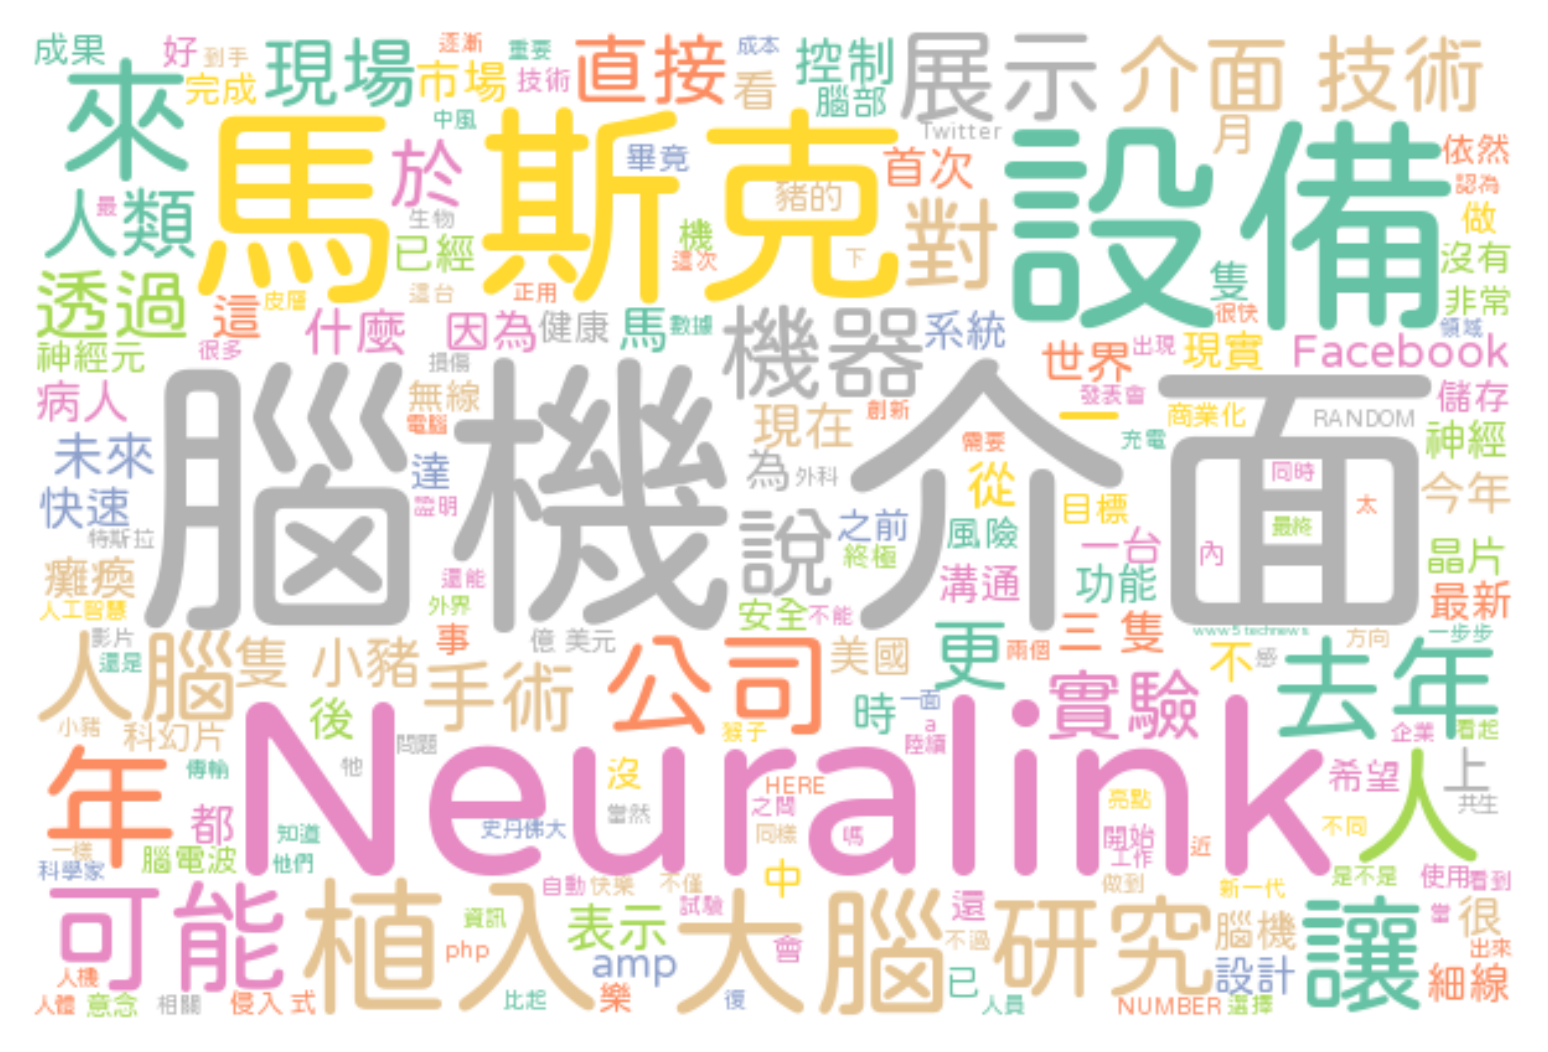 成果 好 到手 現場 逐漸 重要 直接 成本 控制 展示 介面 技術
來 完成 市場 技術 看 腦部
中風 Twitter 月
馬斯克 設備
人類 最 於 畢竟 首次 依然
生物 豬的 對 認為
已經 機 這次 下 隻 做
透過 這 皮層 這台 正用 很快 沒有
非常
什麼 因為 健康 馬 數據 機器 系統 領域
神經元 很多 損傷 世界 出現 現實 Facebook
病人 無線 現在 創新 發表會 一 商業化 RANDOM 儲存
電腦 需要 充電 神經
腦機介面
未來 達 為 外科 從 同時
快速 證明 目標 太 今年
特斯拉 說 之前 風險 最終
癱瘓 還能 終極 一台 內 晶片
溝通 功能
人工智慧 外界 安全 不能 最新
影片 還是 事 億 美元 更 兩個 三 隻 www5technews 方向 一步步
人腦 隻 小豬 公司 美國 不 感 去年
手術 實驗
小豬 科幻片 後 問題 猴子 時 一面 a 陸續 企業 看起
Neuralink
年 傳輸 他 沒 HERE 亮點 希望 人 上
之間 共生
都 知道 當然 同樣 嗎 開始 不同
史丹佛大
一樣 腦電波 他們 工作 近
科學家 自動 快樂 不僅 中 做到 新一代 是不是 使用 看到
可能 植入 資訊 表示 試驗 大腦 還 研究 腦機 讓 當 很
php 會 不過 出來
人機 amp 已 設計 細線
人體 意念 相關 侵入 式 比起 樂 復 人員 NUMBER 選擇